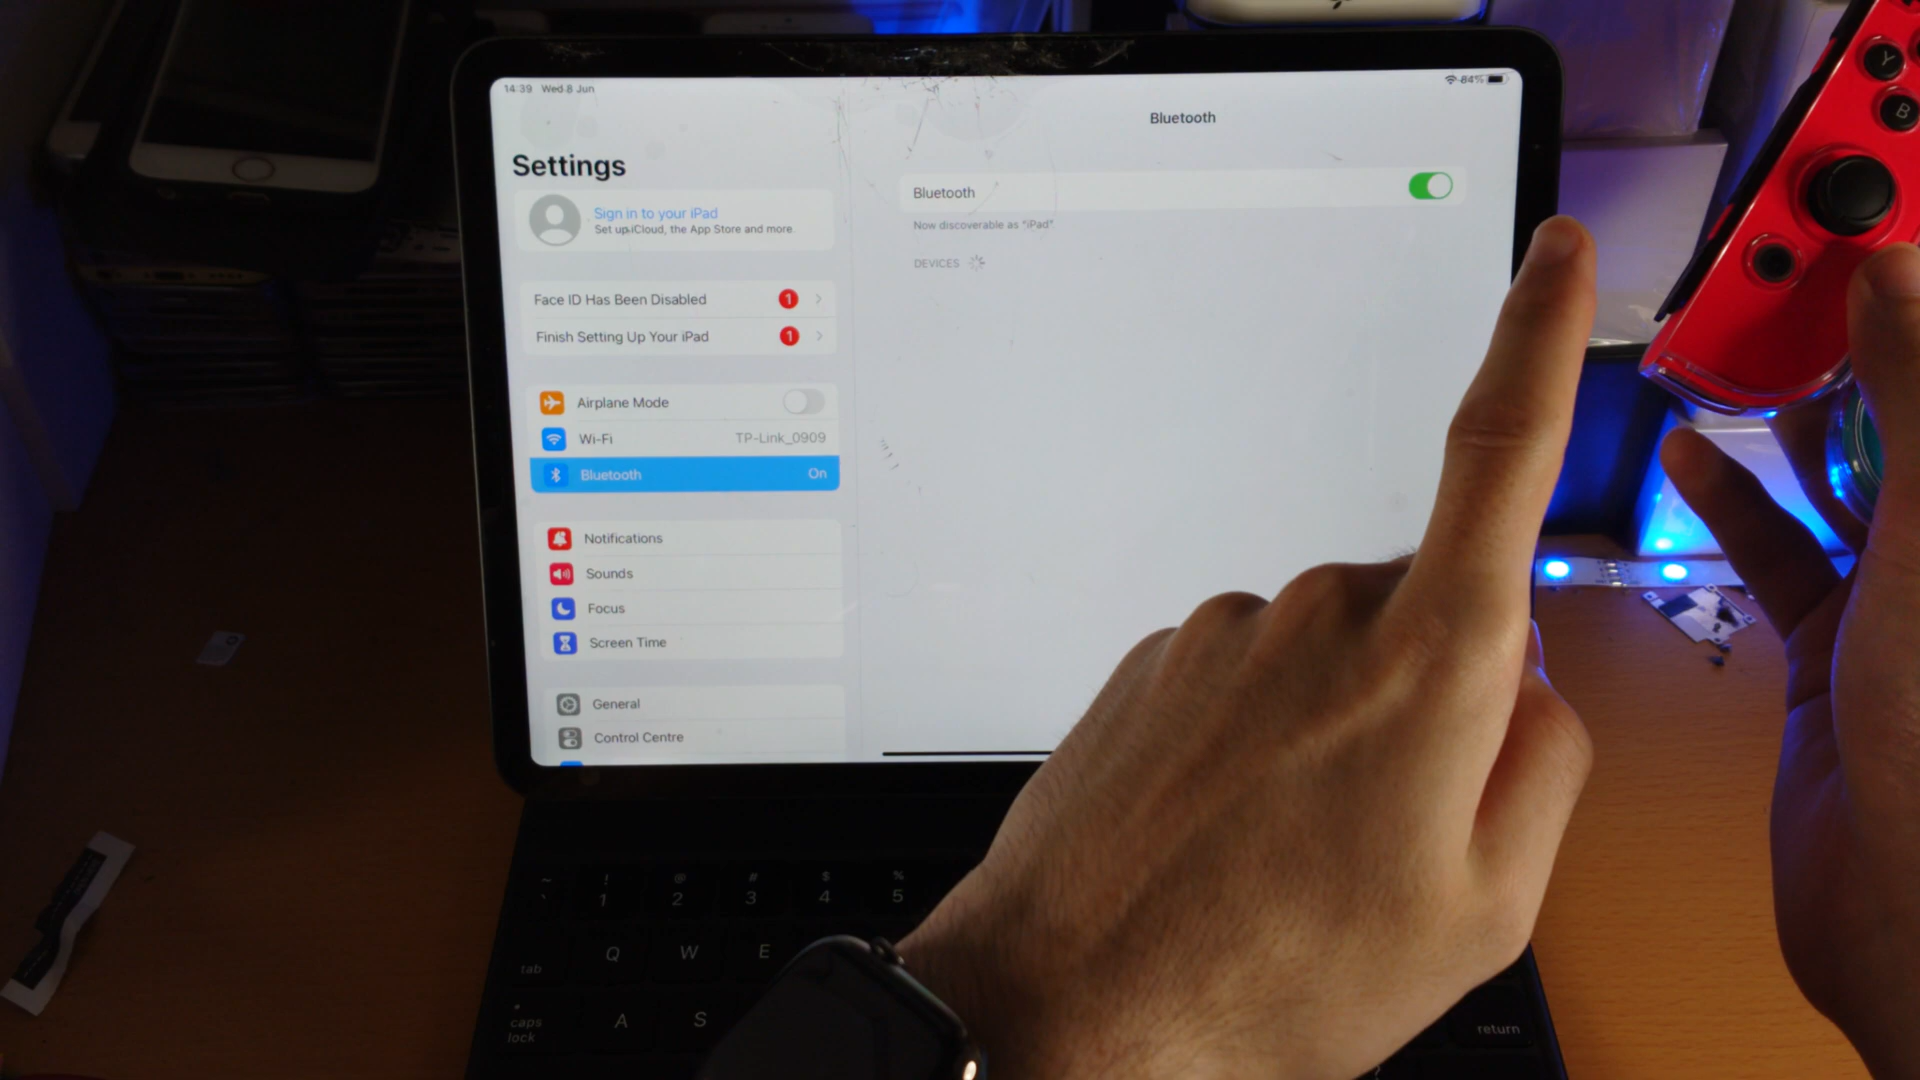 14:39 Wed 8 Jun
84%
Settings
Sign in to your iPad
Set up iCloud, the App Store and more.
Face ID Has Been Disabled 1
Finish Setting Up Your iPad 1
Airplane Mode
Wi-Fi TP-Link_0909
Bluetooth On
Notifications
Sounds
Focus
Screen Time
General
Control Centre
Bluetooth
Bluetooth
Now discoverable as "iPad".
DEVICES
Y
B
~ ! @ # $ %
` 1 2 3 4 5
tab Q W E
caps lock A S
return